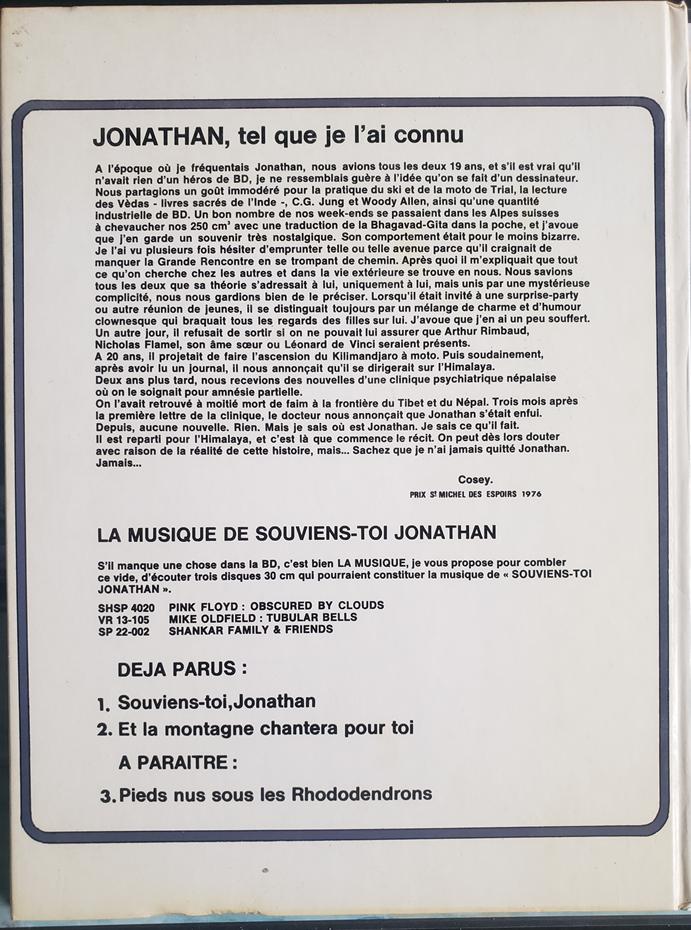 JONATHAN, tel que je l'ai connu
A l'époque où je fréquentais Jonathan, nous avions tous les deux 19 ans, et s'il est vrai qu'il
n'avait rien d'un héros de BD, je ne ressemblais guère à l'idée qu'on se fait d'un dessinateur.
Nous partagions un goût immodéré pour la pratique du ski et de la moto de Trial, la lecture
des Vèdas - livres sacrés de l'Inde -, C.G. Jung et Woody Allen, ainsi qu'une quantité
industrielle de BD. Un bon nombre de nos week-ends se passaient dans les Alpes suisses
à chevaucher nos 250 cm³ avec une traduction de la Bhagavad-Gita dans la poche, et j'avoue
que j'en garde un souvenir très nostalgique. Son comportement était pour le moins bizarre.
Je l'ai vu plusieurs fois hésiter d'emprunter telle ou telle avenue parce qu'il craignait de
manquer la Grande Rencontre en se trompant de chemin. Après quoi il m'expliquait que tout
ce qu'on cherche chez les autres et dans la vie extérieure se trouve en nous. Nous savions
tous les deux que sa théorie s'adressait à lui, uniquement à lui, mais unis par une mystérieuse
complicité, nous nous gardions bien de le préciser. Lorsqu'il était invité à une surprise-party
ou autre réunion de jeunes, il se distinguait toujours par un mélange de charme et d'humour
clownesque qui braquait tous les regards des filles sur lui. J'avoue que j'en ai un peu souffert.
Un autre jour, il refusait de sortir si on ne pouvait lui assurer que Arthur Rimbaud,
Nicholas Flamel, son âme sœur ou Léonard de Vinci seraient présents.
A 20 ans, il projetait de faire l'ascension du Kilimandjaro à moto. Puis soudainement,
après avoir lu un journal, il nous annonçait qu'il se dirigerait sur l'Himalaya.
Deux ans plus tard, nous recevions des nouvelles d'une clinique psychiatrique népalaise
où on le soignait pour amnésie partielle.
On l'avait retrouvé à moitié mort de faim à la frontière du Tibet et du Népal. Trois mois après
la première lettre de la clinique, le docteur nous annonçait que Jonathan s'était enfui.
Depuis, aucune nouvelle. Rien. Mais je sais où est Jonathan. Je sais ce qu'il fait.
Il est reparti pour l'Himalaya, et c'est là que commence le récit. On peut dès lors douter
avec raison de la réalité de cette histoire, mais... Sachez que je n'ai jamais quitté Jonathan.
Jamais...
Cosey.
PRIX St MICHEL DES ESPOIRS 1976
LA MUSIQUE DE SOUVIENS-TOI JONATHAN
S'il manque une chose dans la BD, c'est bien LA MUSIQUE, je vous propose pour combler
ce vide, d'écouter trois disques 30 cm qui pourraient constituer la musique de « SOUVIENS-TOI
JONATHAN ».
SHSP 4020 PINK FLOYD : OBSCURED BY CLOUDS
VR 13-105 MIKE OLDFIELD : TUBULAR BELLS
SP 22-002 SHANKAR FAMILY & FRIENDS
DEJA PARUS :
1. Souviens-toi,Jonathan
2. Et la montagne chantera pour toi
A PARAITRE :
3. Pieds nus sous les Rhododendrons